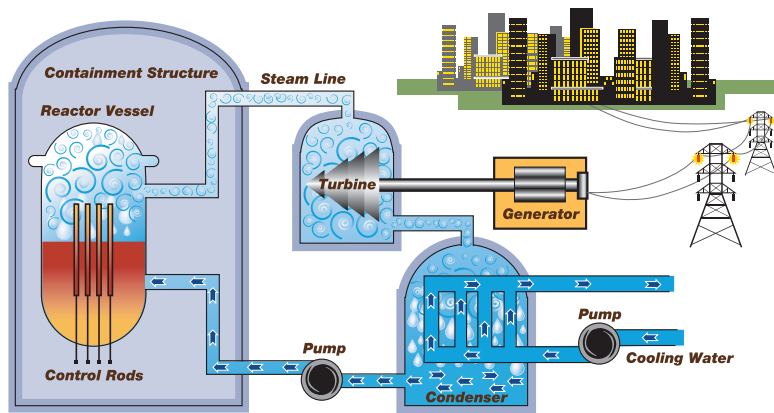 Containment Structure
Steam Line
Reactor Vessel
Turbine
Generator
Pump
Cooling Water
Pump
Control Rods
Condenser